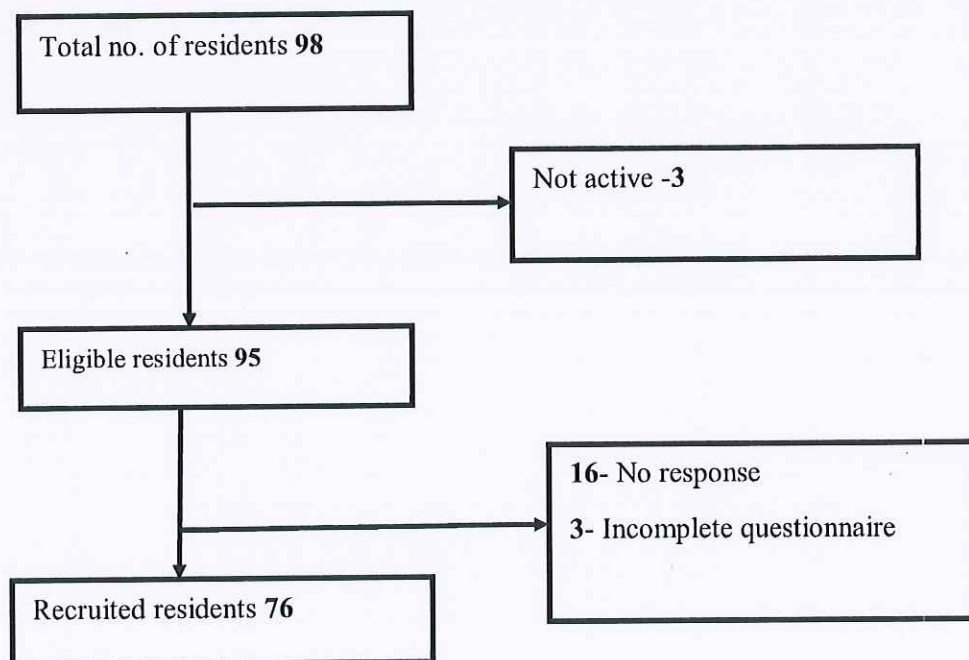 Total no. of residents 98
Not active -3
Eligible residents 95
16- No response
3- Incomplete questionnaire
Recruited residents 76